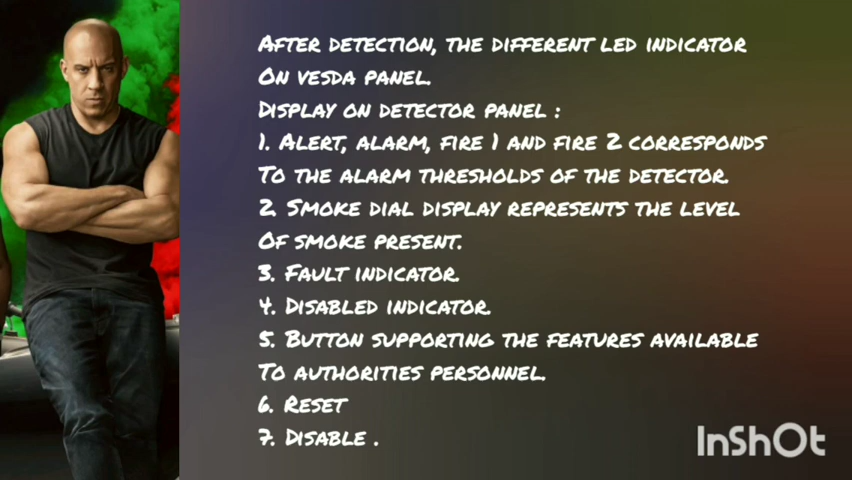 After detection, the different LED indicator
On VESDA panel.
Display on detector panel :
1. Alert, alarm, fire 1 and fire 2 corresponds
To the alarm thresholds of the detector.
2. Smoke dial display represents the level
Of smoke present.
3. Fault indicator.
4. Disabled indicator.
5. Button supporting the features available
To authorities personnel.
6. Reset
7. Disable .
InShOt